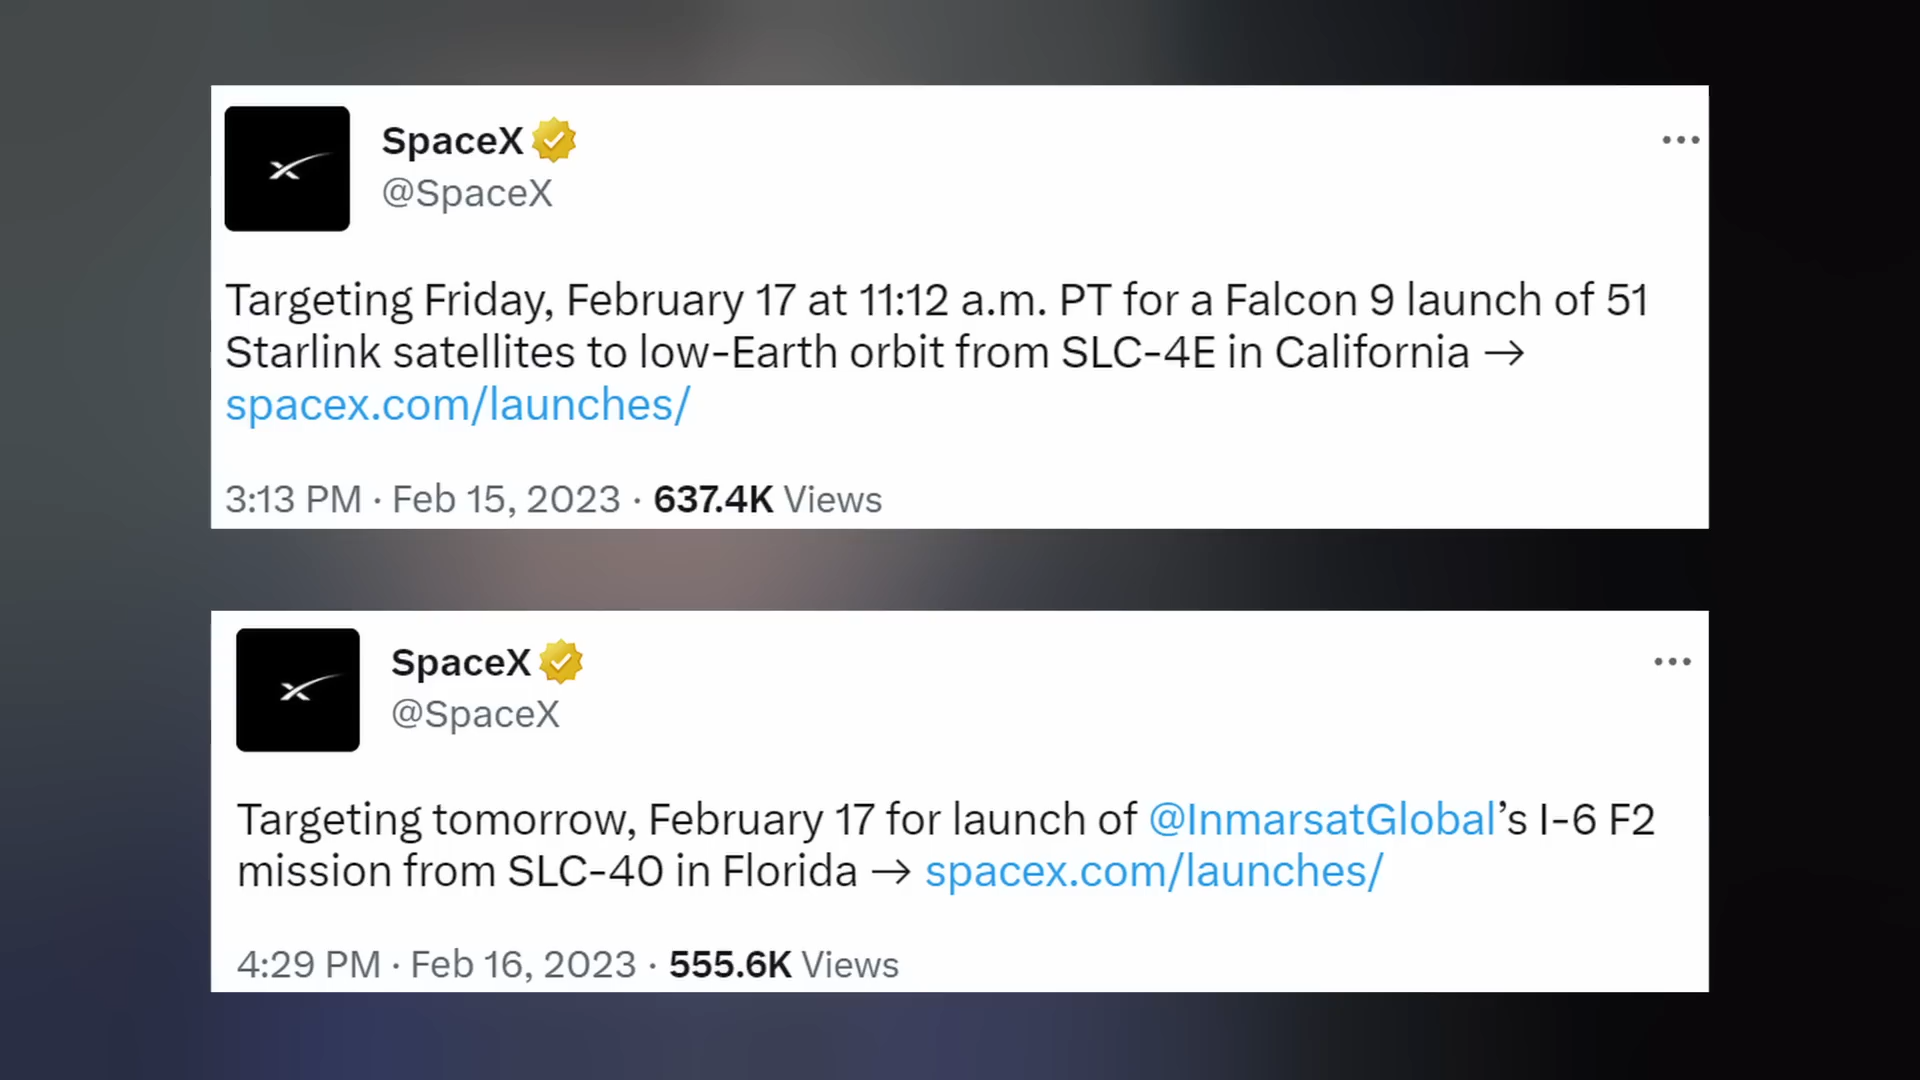 SpaceX
@SpaceX
Targeting Friday, February 17 at 11:12 a.m. PT for a Falcon 9 launch of 51
Starlink satellites to low-Earth orbit from SLC-4E in California →
spacex.com/launches/
3:13 PM · Feb 15, 2023 · 637.4K Views
SpaceX
@SpaceX
Targeting tomorrow, February 17 for launch of @InmarsatGlobal’s I-6 F2
mission from SLC-40 in Florida → spacex.com/launches/
4:29 PM · Feb 16, 2023 · 555.6K Views